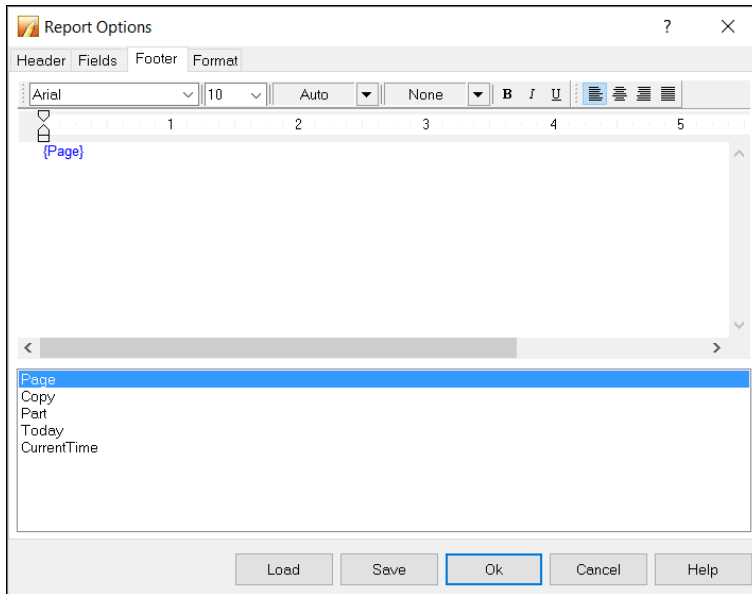 Report Options ? ×
Header Fields Footer Format
Arial 10 Auto None B I U
1 2 3 4 5
{Page}
Page
Copy
Part
Today
CurrentTime
Load Save Ok Cancel Help